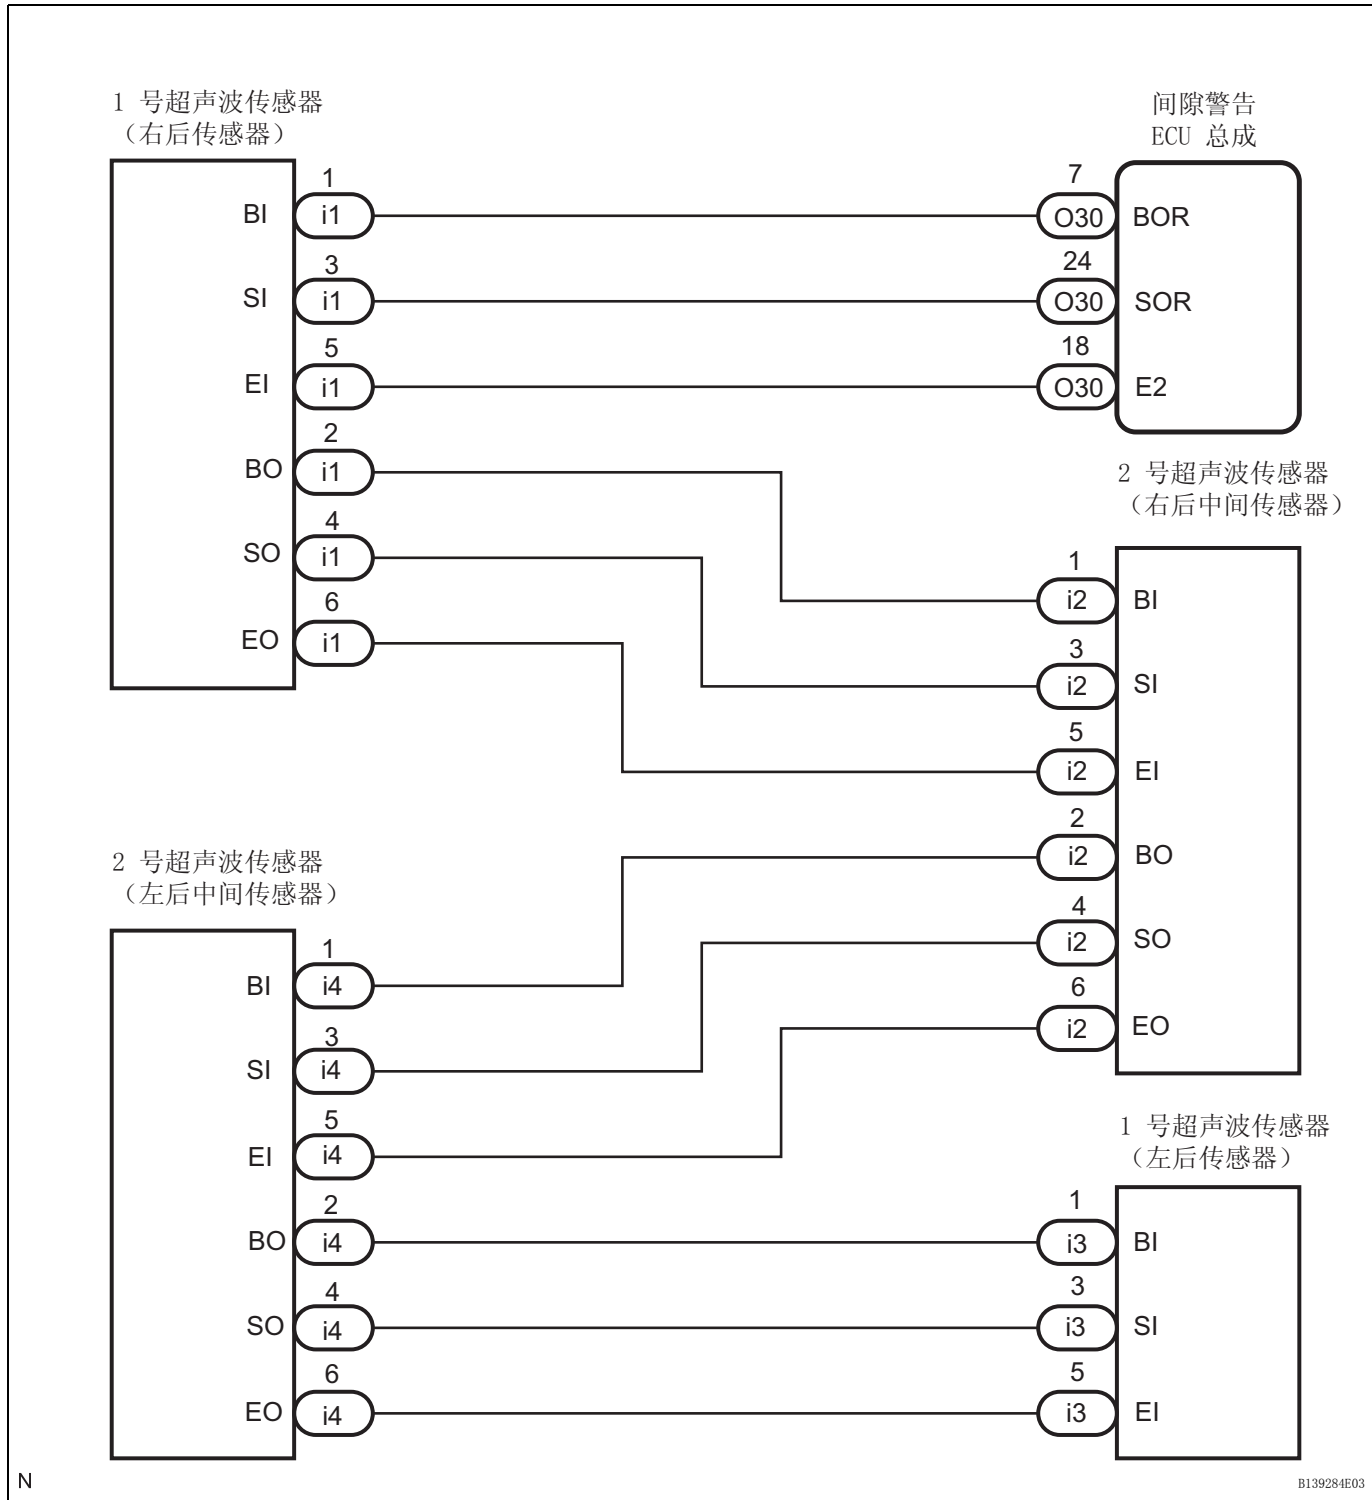 1 号超声波传感器
（右后传感器）
间隙警告
ECU 总成
1
BI
i1
7
O30
BOR
3
SI
i1
24
O30
SOR
5
EI
i1
18
O30
E2
2
BO
i1
4
SO
i1
6
EO
i1
2 号超声波传感器
（右后中间传感器）
1
i2
BI
3
i2
SI
5
i2
EI
2
i2
BO
4
i2
SO
6
i2
EO
2 号超声波传感器
（左后中间传感器）
1
BI
i4
3
SI
i4
5
EI
i4
2
BO
i4
4
SO
i4
6
EO
i4
1 号超声波传感器
（左后传感器）
1
i3
BI
3
i3
SI
5
i3
EI
N
B139284E03